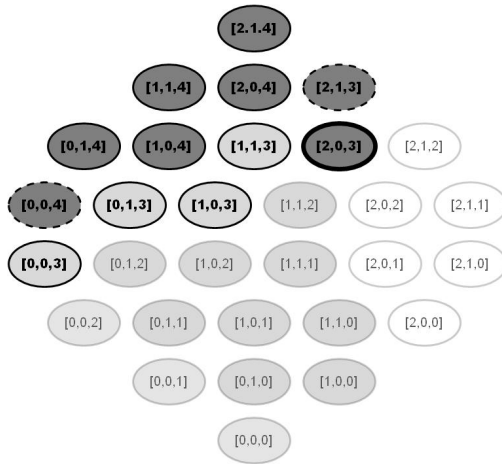 [2.1.4]
[1,1,4] [2,0,4] [2,1,3]
[0,1,4] [1,0,4] [1,1,3] [2,0,3] [2,1,2]
[0,0,4] [0,1,3] [1,0,3] [1,1,2] [2,0,2] [2,1,1]
[0,0,3] [0,1,2] [1,0,2] [1,1,1] [2,0,1] [2,1,0]
[0,0,2] [0,1,1] [1,0,1] [1,1,0] [2,0,0]
[0,0,1] [0,1,0] [1,0,0]
[0,0,0]